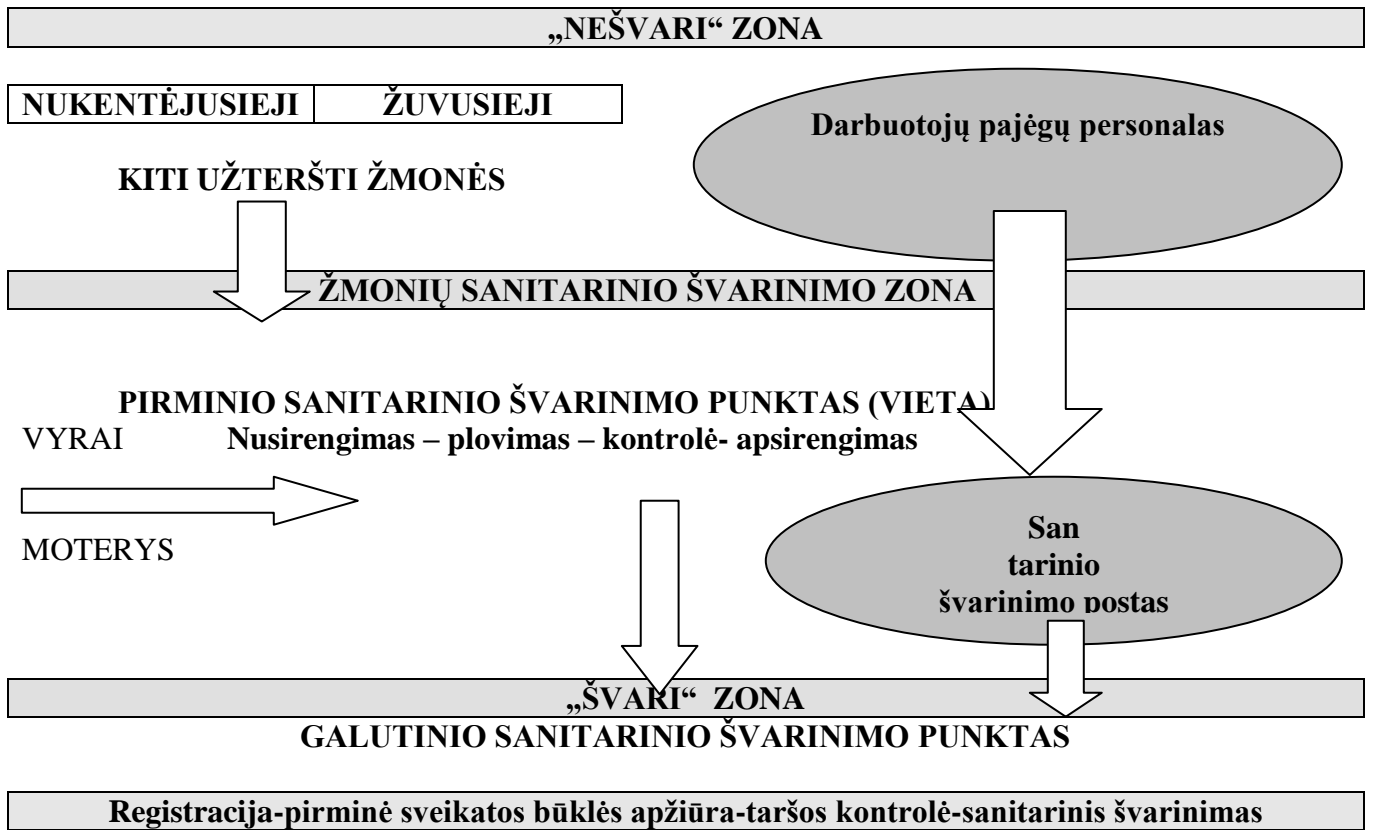 „NEŠVARI“ ZONA
NUKENTĖJUSIEJI ŽUVUSIEJI
Darbuotojų pajėgų personalas
KITI UŽTERŠTI ŽMONĖS
ŽMONIŲ SANITARINIO ŠVARINIMO ZONA
PIRMINIO SANITARINIO ŠVARINIMO PUNKTAS (VIETA)
VYRAI Nusirengimas – plovimas – kontrolė- apsirengimas
MOTERYS
San
tarinio
švarinimo postas
„ŠVARI“ ZONA
GALUTINIO SANITARINIO ŠVARINIMO PUNKTAS
Registracija-pirminė sveikatos būklės apžiūra-taršos kontrolė-sanitarinis švarinimas